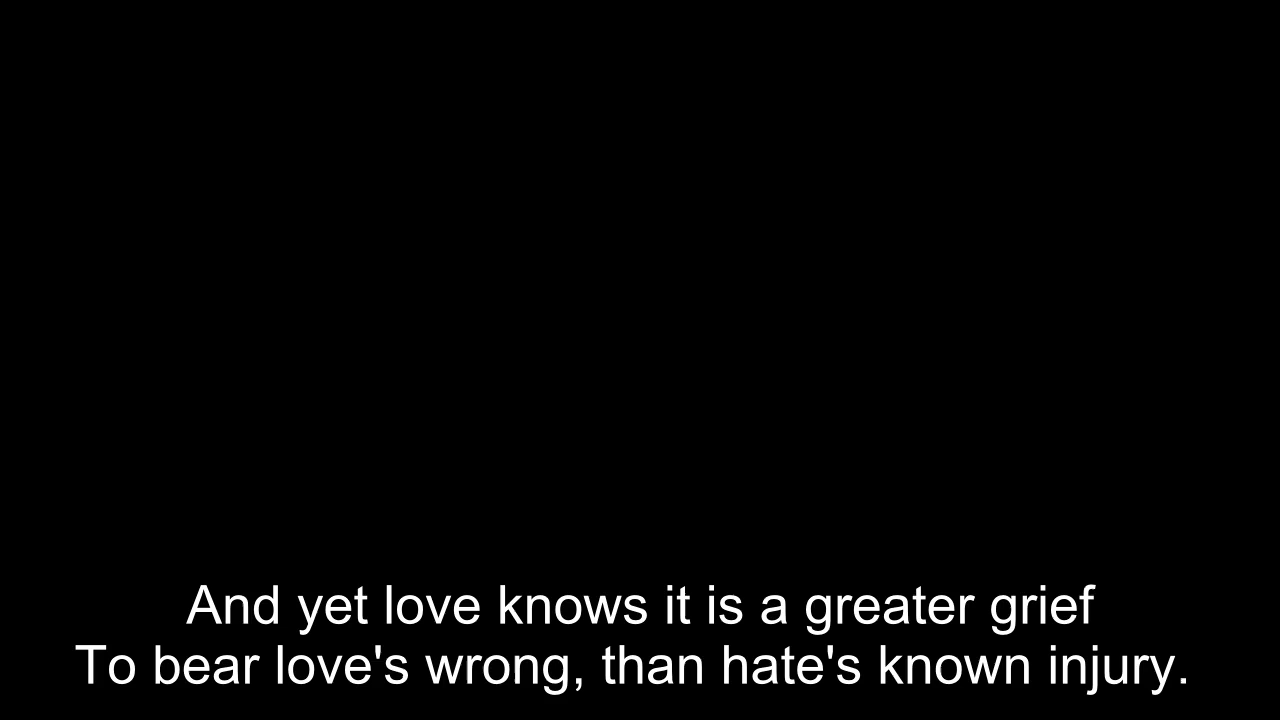 And yet love knows it is a greater grief
To bear love's wrong, than hate's known injury.